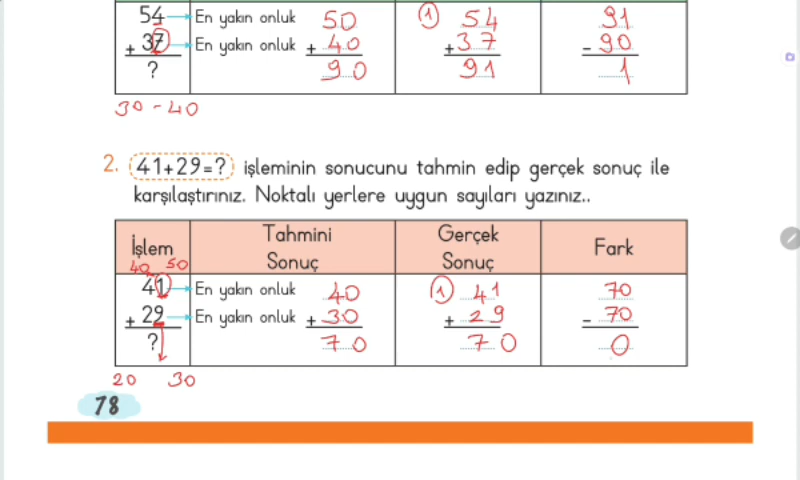 54 En yakın onluk 50 1 54 91
+ 37 En yakın onluk + 40 +37 - 90
? 90 91 1
30 - 40
2. 41+29=? işleminin sonucunu tahmin edip gerçek sonuç ile
karşılaştırınız. Noktalı yerlere uygun sayıları yazınız..
İşlem Tahmini Sonuç Gerçek Sonuç Fark
40 50
41 En yakın onluk 40 1 41 70
+ 29 En yakın onluk + 30 + 29 - 70
? 70 70 0
20 30
78